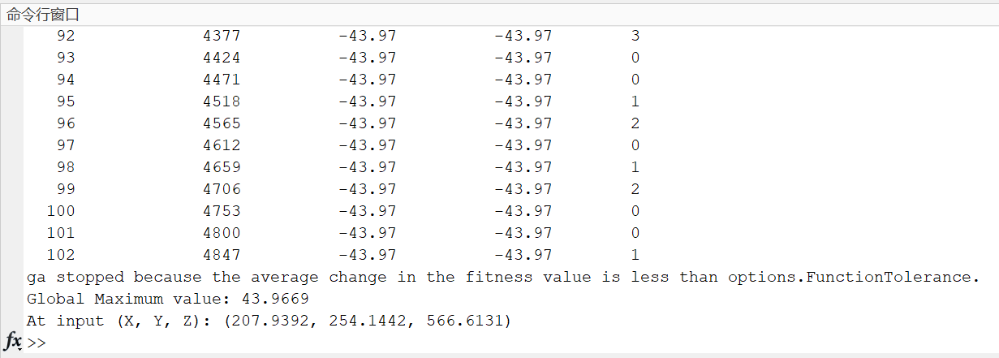 命令行窗口
92 4377 -43.97 -43.97 3
93 4424 -43.97 -43.97 0
94 4471 -43.97 -43.97 0
95 4518 -43.97 -43.97 1
96 4565 -43.97 -43.97 2
97 4612 -43.97 -43.97 0
98 4659 -43.97 -43.97 1
99 4706 -43.97 -43.97 2
100 4753 -43.97 -43.97 0
101 4800 -43.97 -43.97 0
102 4847 -43.97 -43.97 1
ga stopped because the average change in the fitness value is less than options.FunctionTolerance.
Global Maximum value: 43.9669
At input (X, Y, Z): (207.9392, 254.1442, 566.6131)
fx >>